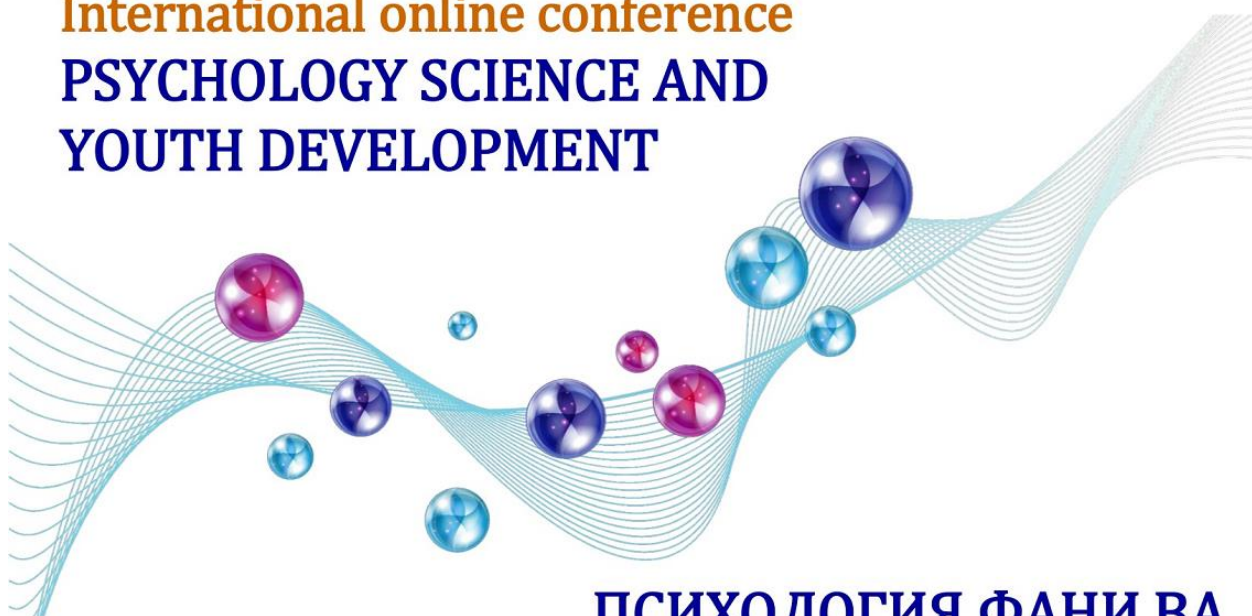 International online conference
PSYCHOLOGY SCIENCE AND
YOUTH DEVELOPMENT
ПСИХОЛОГИЯ ФАНИ ВА